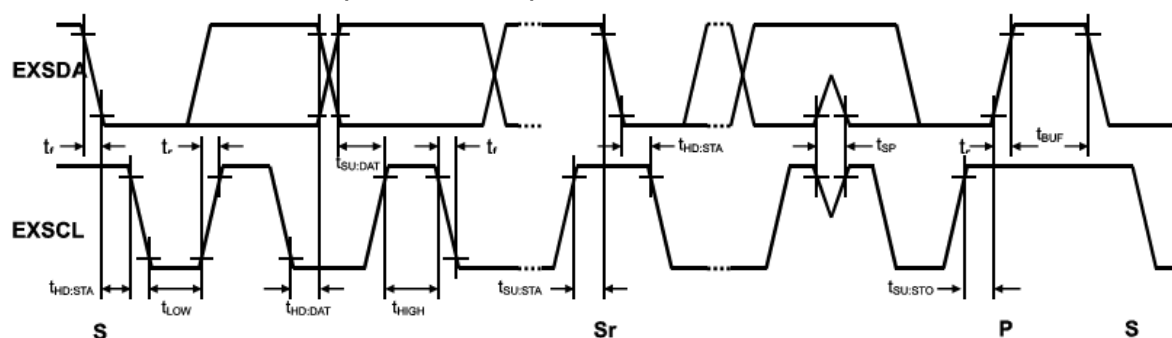 EXSDA
tf tr tSU:DAT tf tHD:STA tSP tr tBUF
EXSCL
tHD:STA tLOW tHD:DAT tHIGH tSU:STA tSU:STO
S Sr P S